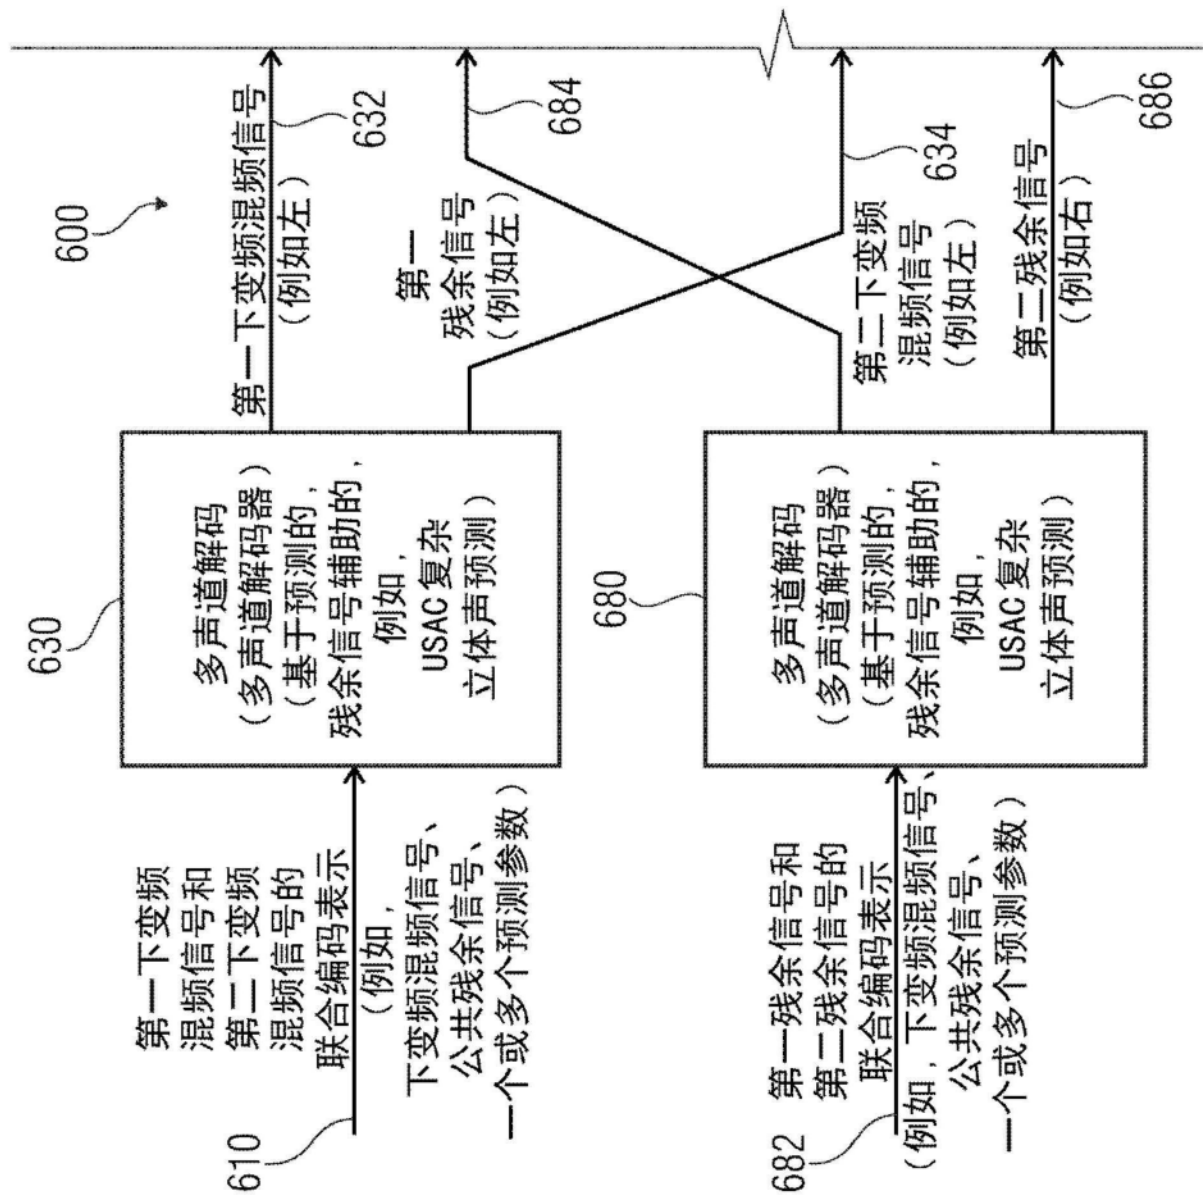 600
610
第一下变频
混频信号和
第二下变频
混频信号的
联合编码表示
(例如,
下变频混频信号、
公共残余信号、
一个或多个预测参数)
630
多声道解码
(多声道解码器)
(基于预测的,
残余信号辅助的,
例如,
USAC复杂
立体声预测)
第一下变频混频信号
(例如左)
632
第一
残余信号
(例如左)
684
682
第一残余信号和
第二残余信号的
联合编码表示
(例如,下变频混频信号、
公共残余信号、
一个或多个预测参数)
680
多声道解码
(多声道解码器)
(基于预测的,
残余信号辅助的,
例如,
USAC复杂
立体声预测)
第二下变频
混频信号
(例如左)
634
第二残余信号
(例如右)
686